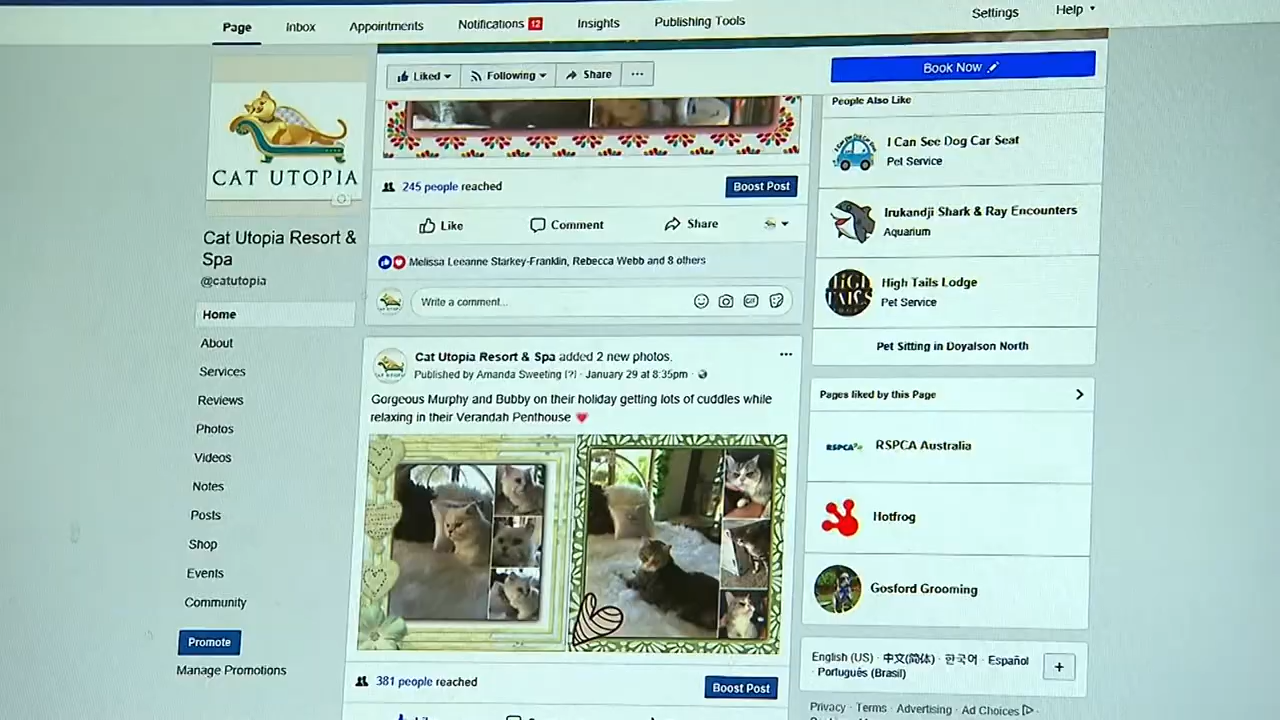 Page
Inbox
Appointments
Notifications 12
Insights
Publishing Tools
Settings
Help
Liked
Following
Share
Book Now
CAT UTOPIA
Cat Utopia Resort &
Spa
@catutopia
Home
About
Services
Reviews
Photos
Videos
Notes
Posts
Shop
Events
Community
Promote
Manage Promotions
245 people reached
Boost Post
Like
Comment
Share
Melissa Leeanne Starkey-Franklin, Rebecca Webb and 8 others
Write a comment...
GIF
Cat Utopia Resort & Spa added 2 new photos.
Published by Amanda Sweeting [?] · January 29 at 8:35pm ·
Gorgeous Murphy and Bubby on their holiday getting lots of cuddles while
relaxing in their Verandah Penthouse
381 people reached
Boost Post
People Also Like
I Can See Dog Car Seat
Pet Service
Irukandji Shark & Ray Encounters
Aquarium
HIGH TAILS
High Tails Lodge
Pet Service
Pet Sitting in Doyalson North
Pages liked by this Page
RSPCA
RSPCA Australia
Hotfrog
Gosford Grooming
English (US) · 中文(简体) · 한국어 · Español
· Português (Brasil)
Privacy · Terms · Advertising · Ad Choices ·